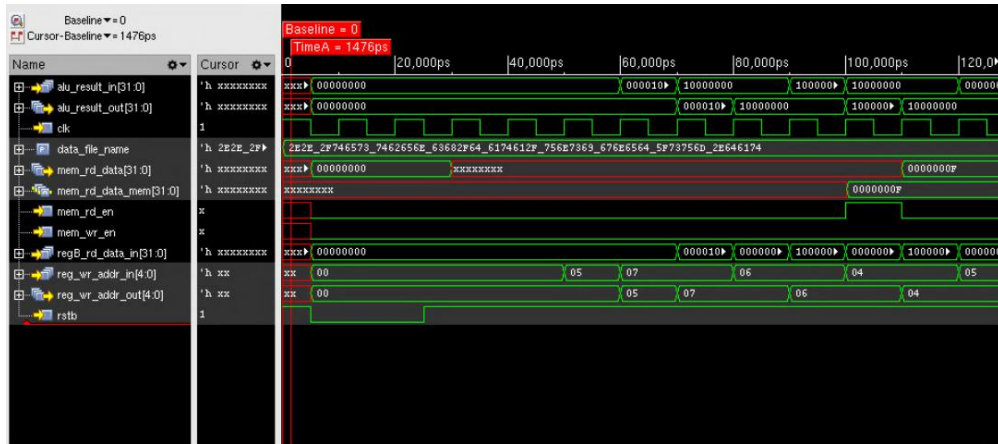 Baseline ▾ = 0
Cursor-Baseline ▾ = 1476ps
Baseline = 0
TimeA = 1476ps
Name Cursor 0 20,000ps 40,000ps 60,000ps 80,000ps 100,000ps 120,0
alu_result_in[31:0] 'h xxxxxxxx xxx 00000000 000010 10000000 100000 10000000 00000
alu_result_out[31:0] 'h xxxxxxxx xxx 00000000 000010 10000000 100000 10000000
clk 1
data_file_name 'h 2E2E_2F 2E2E_2F746573_7462656E_63682F64_6174612F_756E7369_676E6564_5F73756D_2E646174
mem_rd_data[31:0] 'h xxxxxxxx xxx 00000000 xxxxxxxx 0000000F
mem_rd_data_mem[31:0] 'h xxxxxxxx xxxxxxxx 0000000F
mem_rd_en x
mem_wr_en x
regB_rd_data_in[31:0] 'h xxxxxxxx xxx 00000000 000010 000000 100000 000000 100000 00000
reg_wr_addr_in[4:0] 'h xx xx 00 05 07 06 04 05
reg_wr_addr_out[4:0] 'h xx xx 00 05 07 06 04
rstb 1